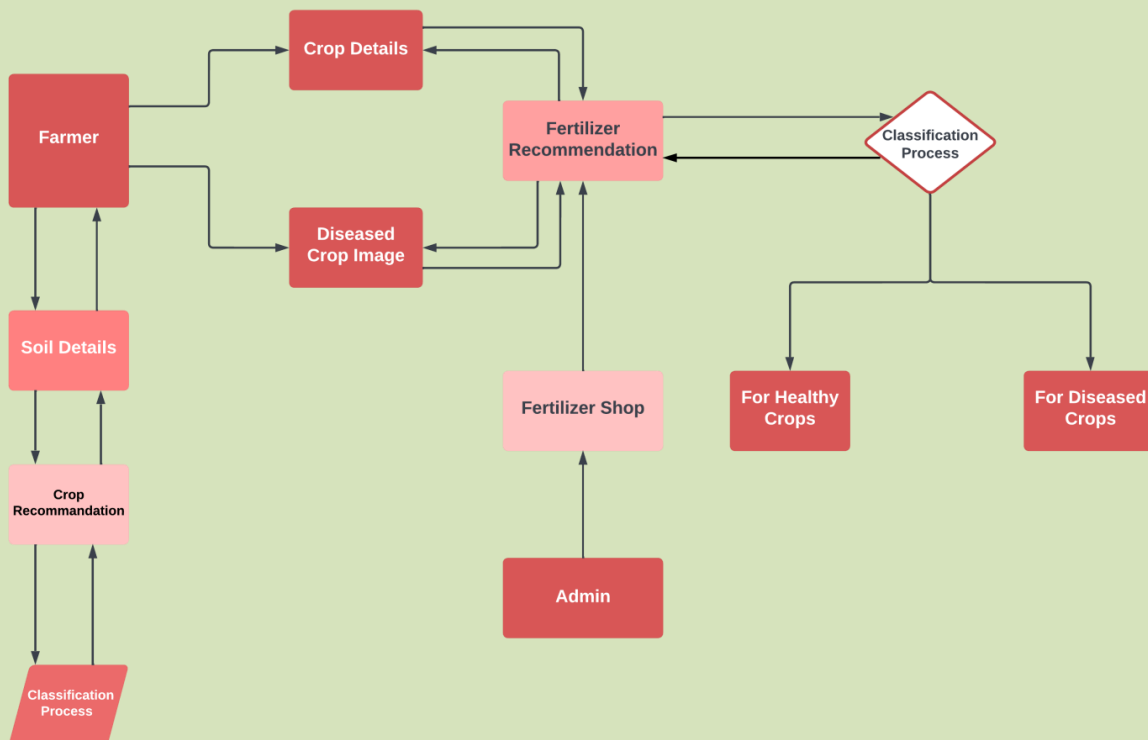 Crop Details
Farmer
Fertilizer
Recommendation
Classification
Process
Diseased
Crop Image
Soil Details
Fertilizer Shop
For Healthy
Crops
For Diseased
Crops
Crop
Recommandation
Admin
Classification
Process